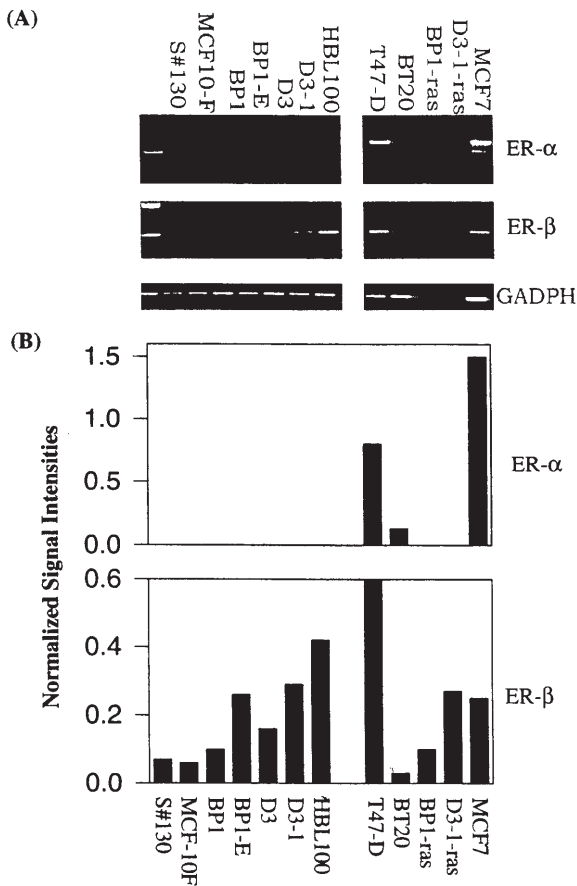 (A)
S#130
MCF10-F
BP1
BP1-E
D3
D3-1
HBL100
T47-D
BT20
BP1-ras
D3-1-ras
MCF7
ER-α
ER-β
GADPH
(B)
Normalized Signal Intensities
1.5
1.0
0.5
0.0
ER-α
0.6
0.4
0.2
0.0
ER-β
S#130
MCF-10F
BP1
BP1-E
D3
D3-1
HBL100
T47-D
BT20
BP1-ras
D3-1-ras
MCF7